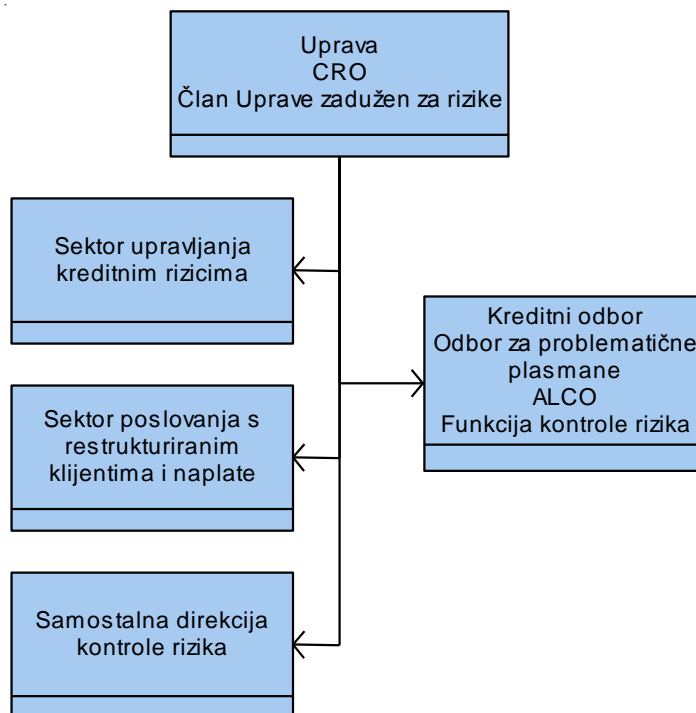 Uprava
CRO
Član Uprave zadužen za rizike
Sektor upravljanja
kreditnim rizicima
Kreditni odbor
Odbor za problematične
plasmane
ALCO
Funkcija kontrole rizika
Sektor poslovanja s
restrukturiranim
klijentima i naplate
Samostalna direkcija
kontrole rizika